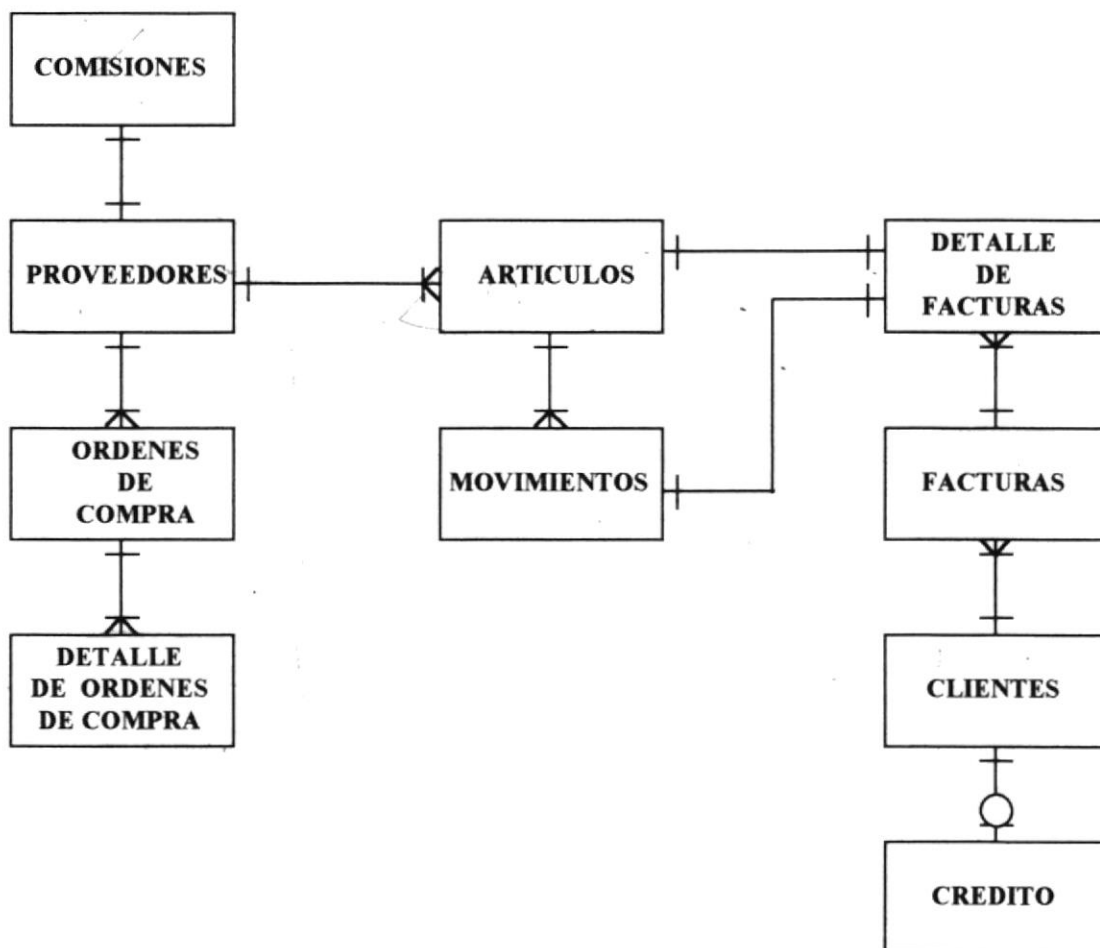 COMISIONES
PROVEEDORES
ARTICULOS
DETALLE
DE
FACTURAS
ORDENES
DE
COMPRA
MOVIMIENTOS
FACTURAS
DETALLE
DE ORDENES
DE COMPRA
CLIENTES
CREDITO